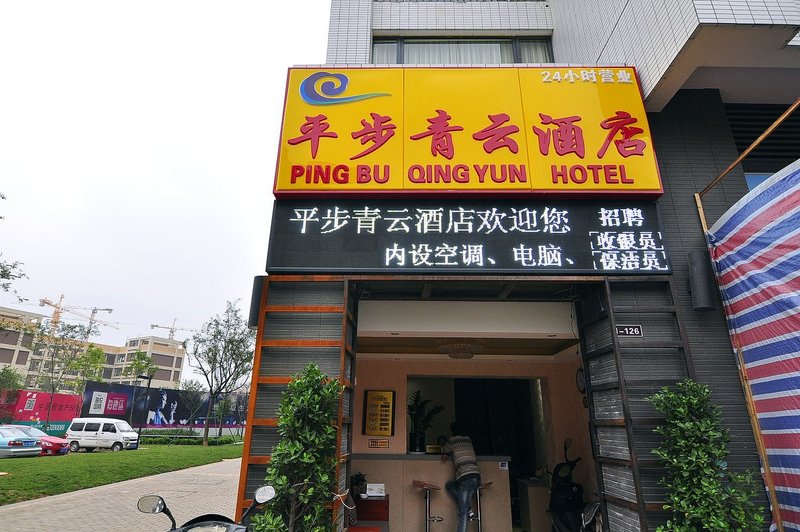 24小时营业
平步青云酒店
PING BU QING YUN HOTEL
平步青云酒店欢迎您 招聘
收银员
内设空调、电脑、 保洁员
-126